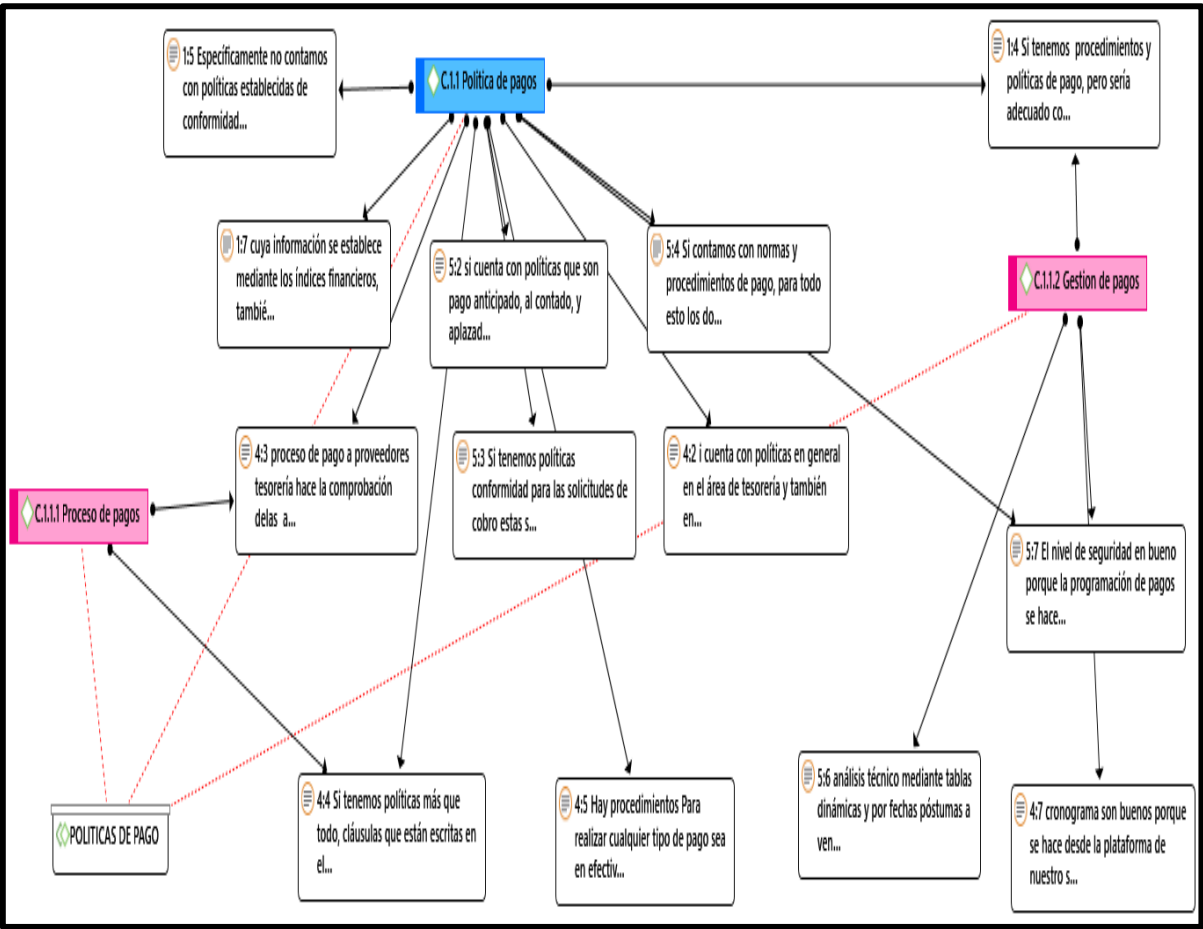 1:5 Específicamente no contamos
con políticas establecidas de
conformidad...
C.1.1 Política de pagos
1:4 Si tenemos procedimientos y
políticas de pago, pero sería
adecuado co...
1:7 cuya información se establece
mediante los índices financieros,
tambié...
5:2 si cuenta con políticas que son
pago anticipado, al contado, y
aplazad...
5:4 Si contamos con normas y
procedimientos de pago, para todo
esto los do...
C.1.1.2 Gestion de pagos
4:3 proceso de pago a proveedores
tesorería hace la comprobación
delas a...
5:3 Si tenemos políticas
conformidad para las solicitudes de
cobro estas s...
4:2 i cuenta con políticas en general
en el área de tesorería y también
en...
C.1.1.1 Proceso de pagos
5:7 El nivel de seguridad en bueno
porque la programación de pagos
se hace...
POLITICAS DE PAGO
4:4 Si tenemos políticas más que
todo, cláusulas que están escritas en
el...
4:5 Hay procedimientos Para
realizar cualquier tipo de pago sea
en efectiv...
5:6 análisis técnico mediante tablas
dinámicas y por fechas póstumas a
ven...
4:7 cronograma son buenos porque
se hace desde la plataforma de
nuestro s...